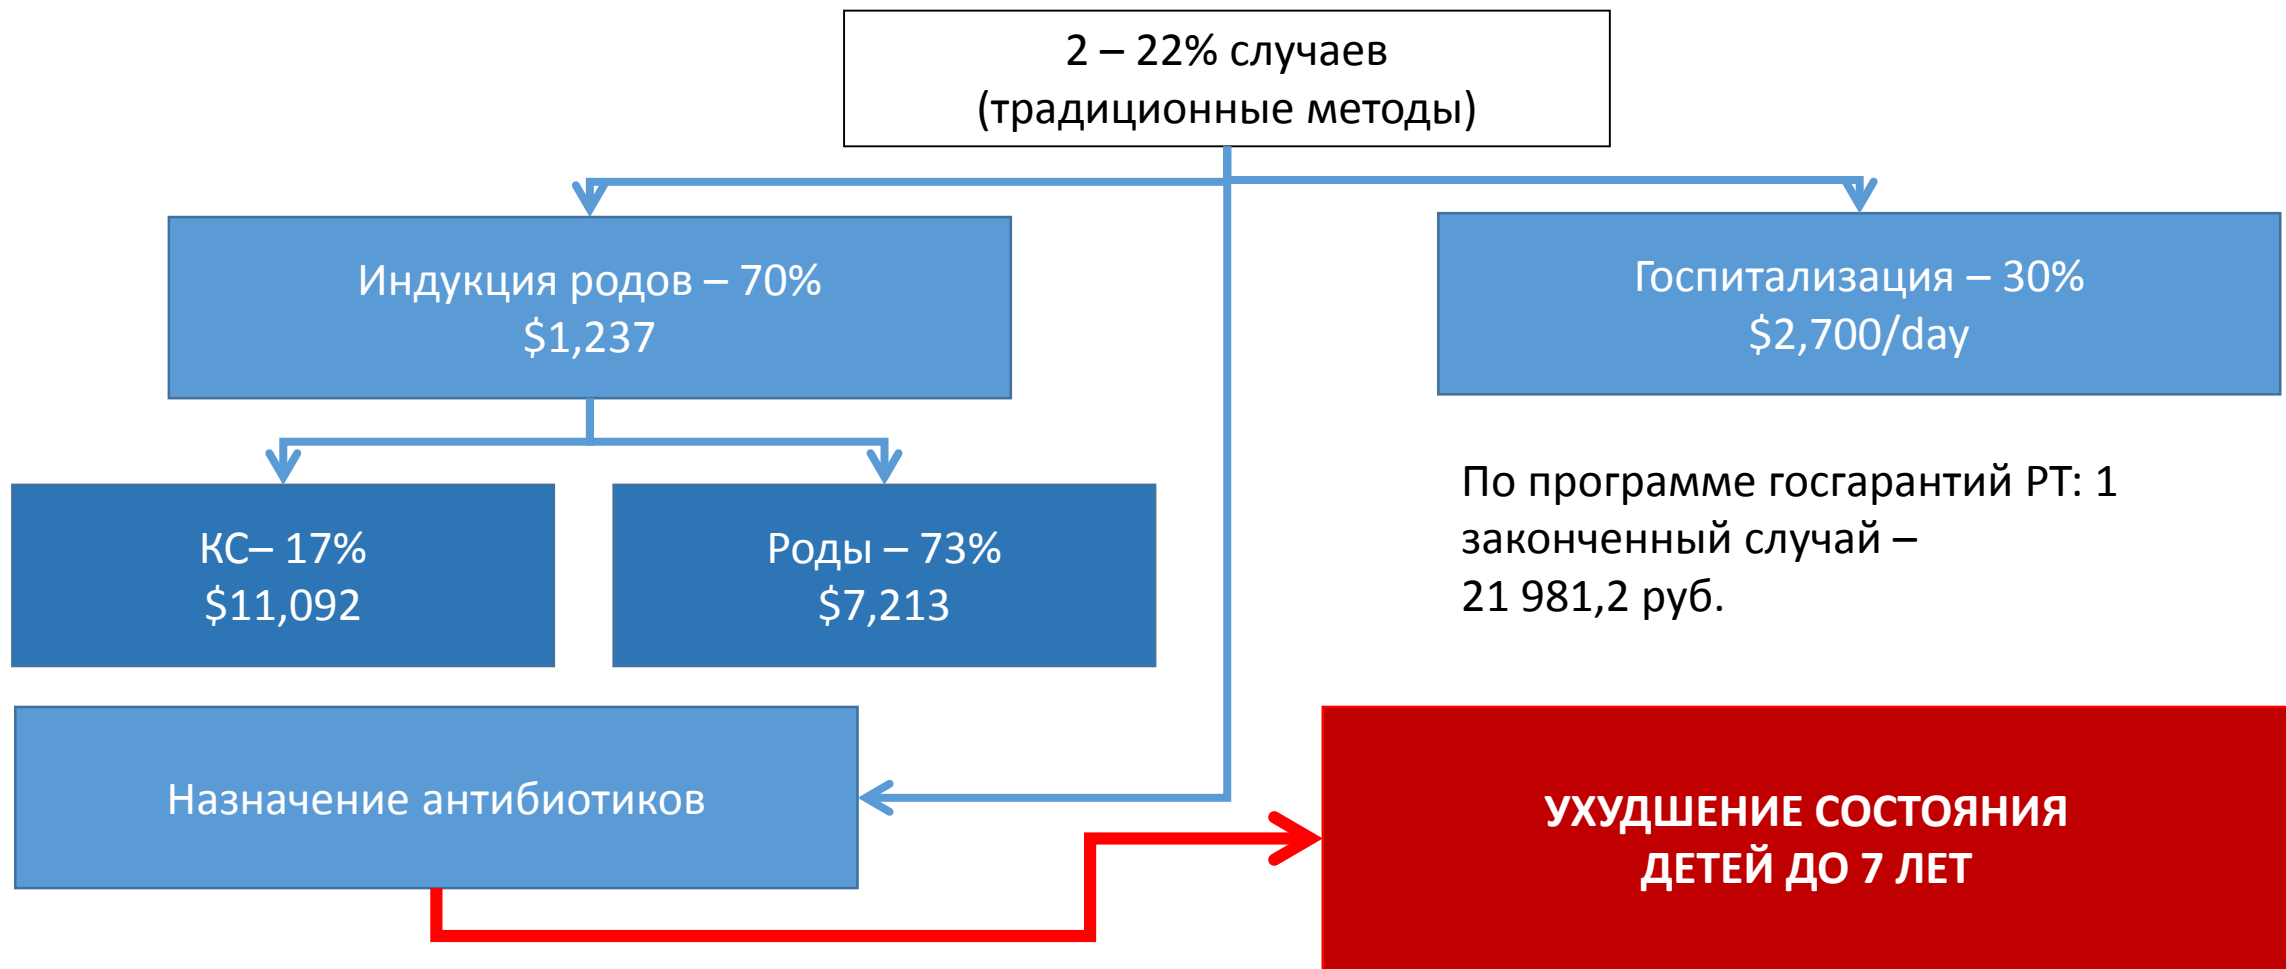 2 – 22% случаев
(традиционные методы)
Индукция родов – 70%
$1,237
Госпитализация – 30%
$2,700/day
КС– 17%
$11,092
Роды – 73%
$7,213
По программе госгарантий РТ: 1
законченный случай –
21 981,2 руб.
Назначение антибиотиков
УХУДШЕНИЕ СОСТОЯНИЯ
ДЕТЕЙ ДО 7 ЛЕТ